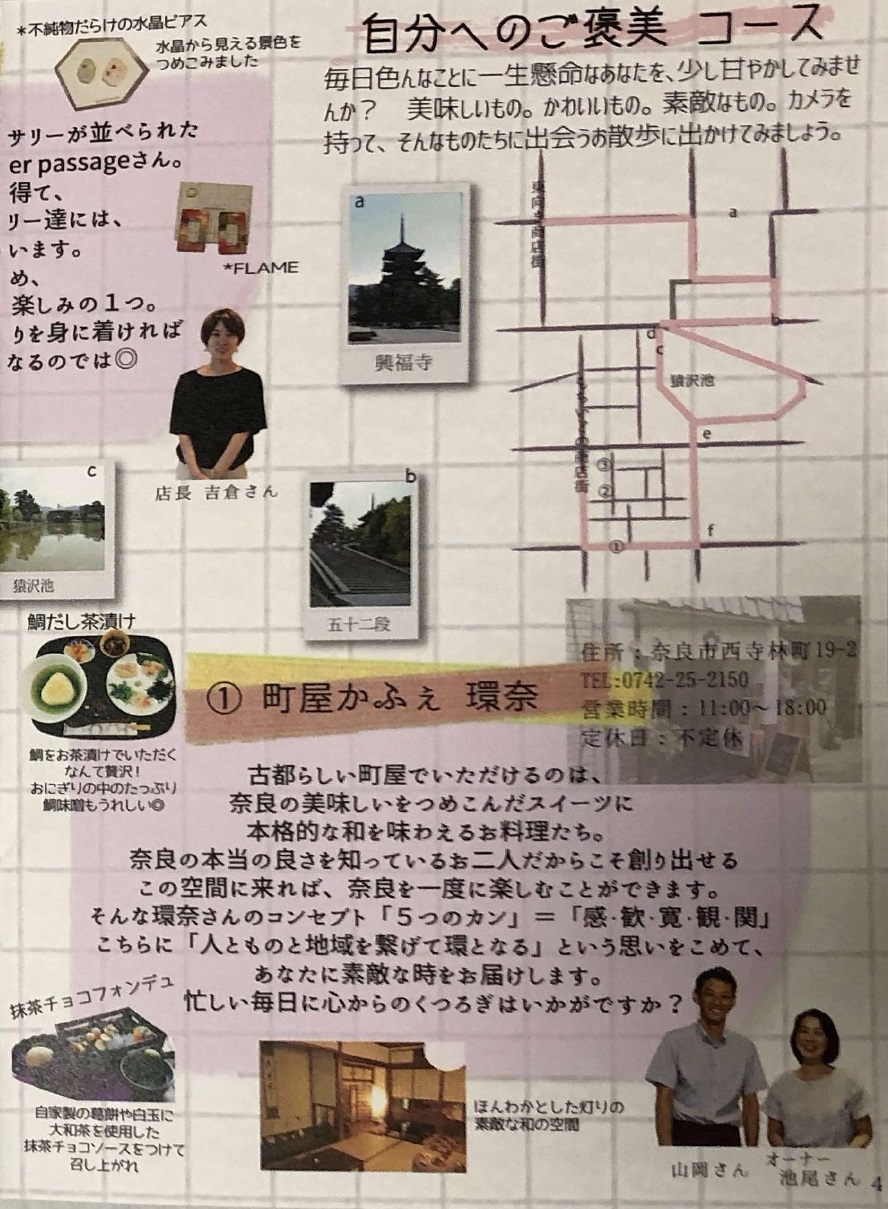 自分へのご褒美 コース
毎日色んなことに一生懸命なあなたを、少し甘やかしてみませ
んか? 美味しいもの。かわいいもの。素敵なもの。カメラを
持って、そんなものたちに出会うお散歩に出かけてみましょう。
*不純物だらけの水晶ピアス
水晶から見える景色を
つめこみました
サリーが並べられた
er passageさん。
得て、
リー達には、
います。
め、
楽しみの1つ。
りを身に着ければ
なるのでは◎
*FLAME
店長 吉倉さん
a
興福寺
b
五十二段
c
猿沢池
東向き商店街
a
b
d
c
猿沢池
e
商店街
③
②
①
f
鯛だし茶漬け
鯛をお茶漬けでいただく
なんて贅沢!
おにぎりの中のたっぷり
鯛味噌もうれしい◎
① 町屋かふぇ 環奈
住所:奈良市西寺林町19-2
TEL:0742-25-2150
営業時間:11:00~18:00
定休日:不定休
古都らしい町屋でいただけるのは、
奈良の美味しいをつめこんだスイーツに
本格的な和を味わえるお料理たち。
奈良の本当の良さを知っているお二人だからこそ創り出せる
この空間に来れば、奈良を一度に楽しむことができます。
そんな環奈さんのコンセプト「5つのカン」=「感·歓·寛·観·関」
こちらに「人とものと地域を繋げて環となる」という思いをこめて、
あなたに素敵な時をお届けします。
忙しい毎日に心からのくつろぎはいかがですか?
抹茶チョコフォンデュ
自家製の葛餅や白玉に
大和茶を使用した
抹茶チョコソースをつけて
召し上がれ
ほんわかとした灯りの
素敵な和の空間
山岡さん
オーナー
池尾さん
4